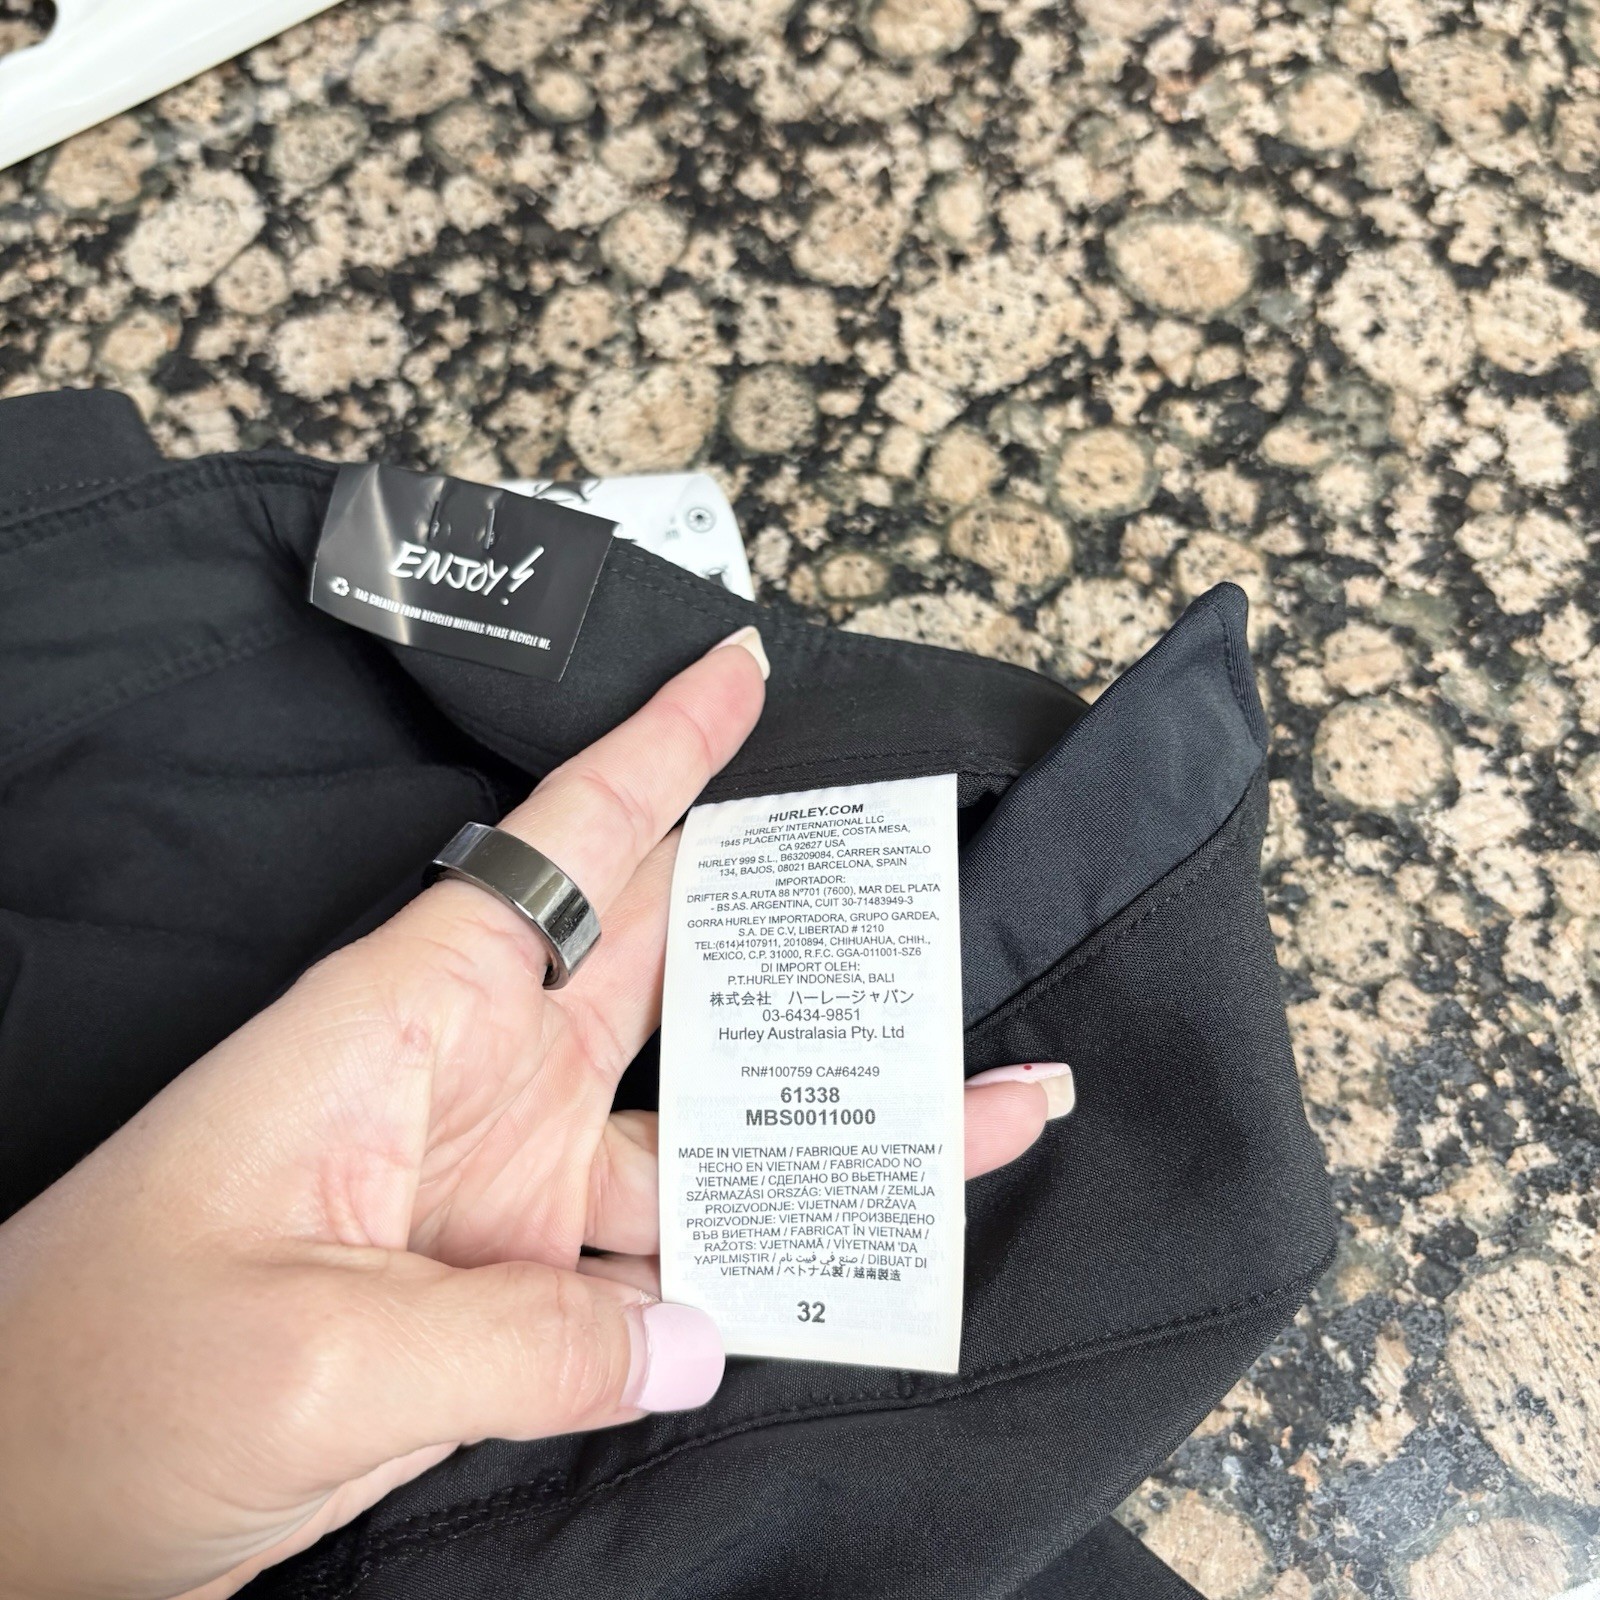 ENJOY!
TAG CREATED FROM RECYCLED MATERIALS. PLEASE RECYCLE ME.
HURLEY.COM
HURLEY INTERNATIONAL LLC
1945 PLACENTIA AVENUE, COSTA MESA,
CA 92627 USA
HURLEY 999 S.L., B63209084, CARRER SANTALO
134, BAJOS, 08021 BARCELONA, SPAIN
IMPORTADOR:
DRIFTER S.A.RUTA 88 Nº701 (7600), MAR DEL PLATA
- BS.AS. ARGENTINA, CUIT 30-71483949-3
GORRA HURLEY IMPORTADORA, GRUPO GARDEA,
S.A. DE C.V, LIBERTAD # 1210
TEL:(614)4107911, 2010894, CHIHUAHUA, CHIH.,
MEXICO, C.P. 31000, R.F.C. GGA-011001-SZ6
DI IMPORT OLEH:
P.T.HURLEY INDONESIA, BALI
株式会社 ハーレージャパン
03-6434-9851
Hurley Australasia Pty. Ltd
RN#100759 CA#64249
61338
MBS0011000
MADE IN VIETNAM / FABRIQUE AU VIETNAM /
HECHO EN VIETNAM / FABRICADO NO
VIETNAME / СДЕЛАНО ВО ВЬЕТНАМЕ /
SZÁRMAZÁSI ORSZÁG: VIETNAM / ZEMLJA
PROIZVODNJE: VIJETNAM / DRŽAVA
PROIZVODNJE: VIETNAM / ПРОИЗВЕДЕНО
ВЪВ ВИЕТНАМ / FABRICAT ÎN VIETNAM /
RAŽOTS: VJETNAMĀ / VİYETNAM 'DA
YAPILMIŞTIR / صنع في فييت نام / DIBUAT DI
VIETNAM / ベトナム製 / 越南製造
32